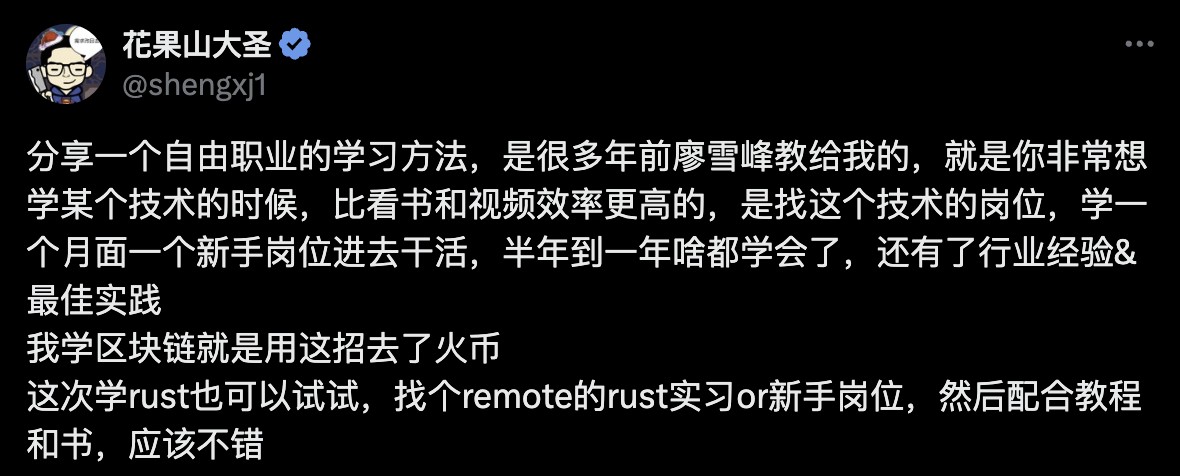 花果山大圣
@shengxj1
分享一个自由职业的学习方法，是很多年前廖雪峰教给我的，就是你非常想
学某个技术的时候，比看书和视频效率更高的，是找这个技术的岗位，学一
个月面一个新手岗位进去干活，半年到一年啥都学会了，还有了行业经验&
最佳实践
我学区块链就是用这招去了火币
这次学rust也可以试试，找个remote的rust实习or新手岗位，然后配合教程
和书，应该不错